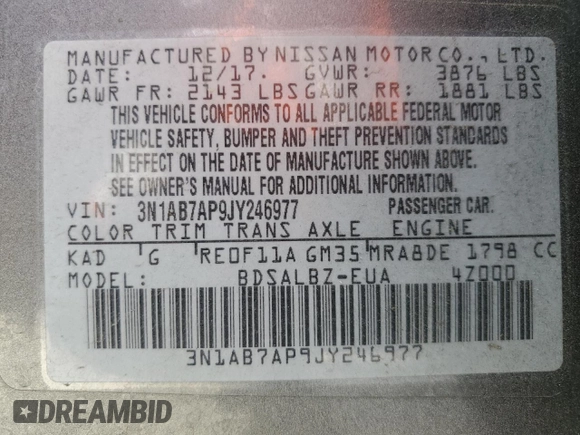 MANUFACTURED BY NISSAN MOTOR CO., LTD.
DATE: 12/17. GVWR: 3876 LBS
GAWR FR: 2143 LBS GAWR RR: 1881 LBS
THIS VEHICLE CONFORMS TO ALL APPLICABLE FEDERAL MOTOR
VEHICLE SAFETY, BUMPER AND THEFT PREVENTION STANDARDS
IN EFFECT ON THE DATE OF MANUFACTURE SHOWN ABOVE.
SEE OWNER'S MANUAL FOR ADDITIONAL INFORMATION.
VIN: 3N1AB7AP9JY246977 PASSENGER CAR.
COLOR TRIM TRANS AXLE ENGINE
KAD G RE0F11A GM35 MRA8DE 1798 CC
MODEL: BDSALBZ-EUA 4Z000
3N1AB7AP9JY246977
DREAMBID